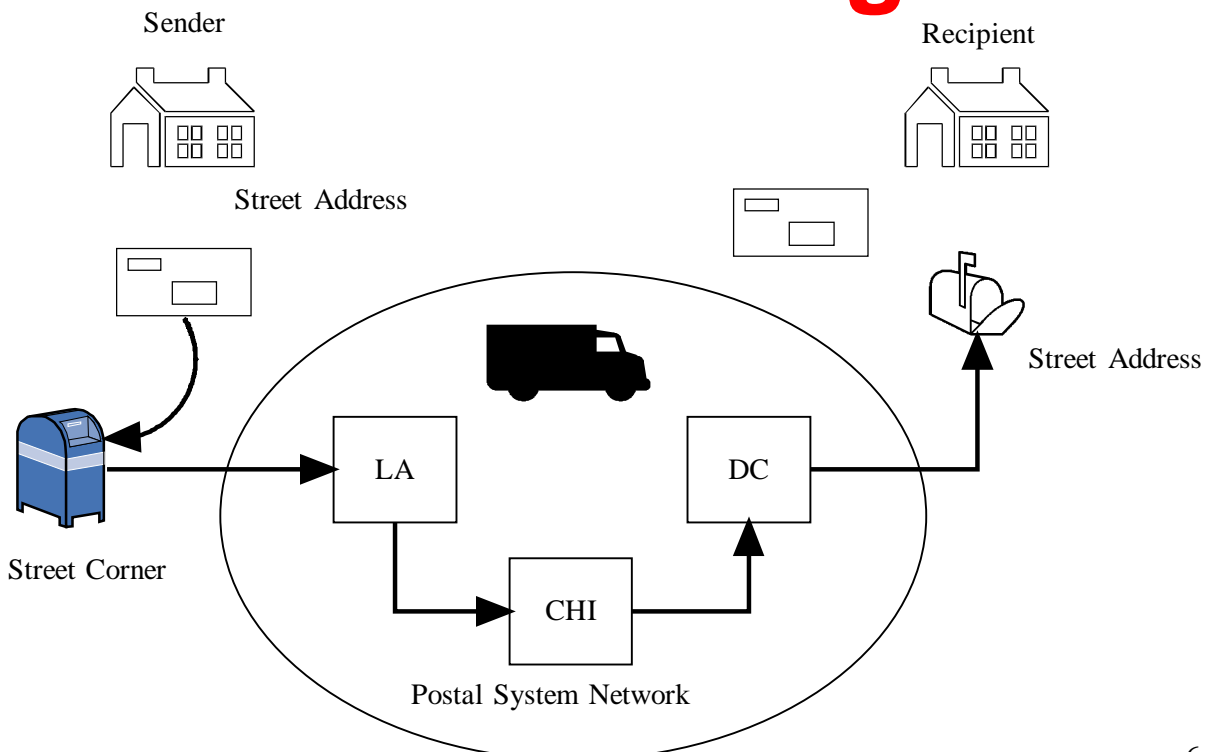 g
Sender
Recipient
Street Address
Street Address
LA
DC
Street Corner
CHI
Postal System Network